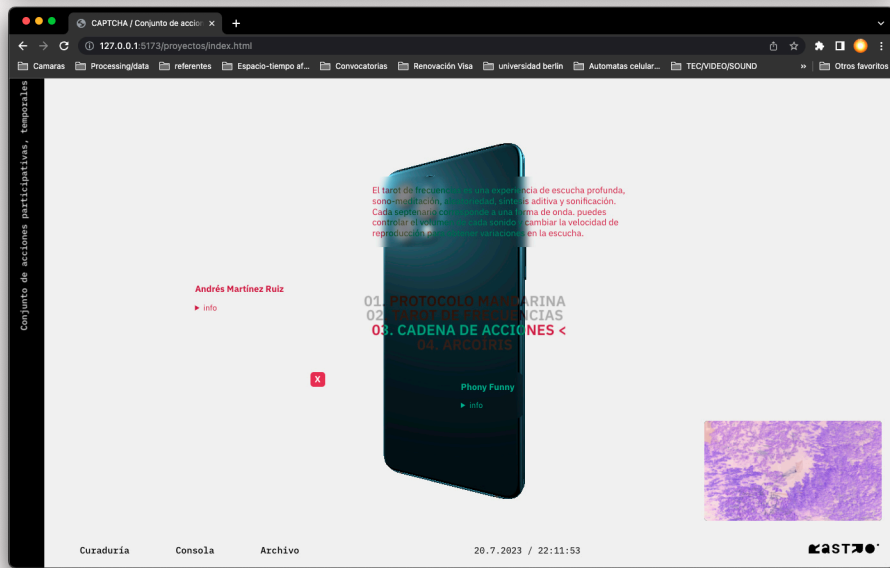 CAPTCHA / Conjunto de accion
127.0.0.1:5173/proyectos/index.html
Camaras
Processing/data
referentes
Espacio-tiempo af...
Convocatorias
Renovación Visa
universidad berlin
Automatas celular...
TEC/VIDEO/SOUND
»
Otros favoritos
Conjunto de acciones participativas, temporales
El tarot de frecuencias es una experiencia de escucha profunda,
sono-meditación, aleatoriedad, síntesis aditiva y sonificación.
Cada septenario corresponde a una forma de onda. puedes
controlar el volumen de cada sonido y cambiar la velocidad de
reproducción para tener variaciones en la escucha.
Andrés Martínez Ruiz
info
01. PROTOCOLO MANDARINA
02. TAROT DE FRECUENCIAS
03. CADENA DE ACCIONES <
04. ARCOÍRIS
X
Phony Funny
info
Curaduría
Consola
Archivo
20.7.2023 / 22:11:53
KASTRO